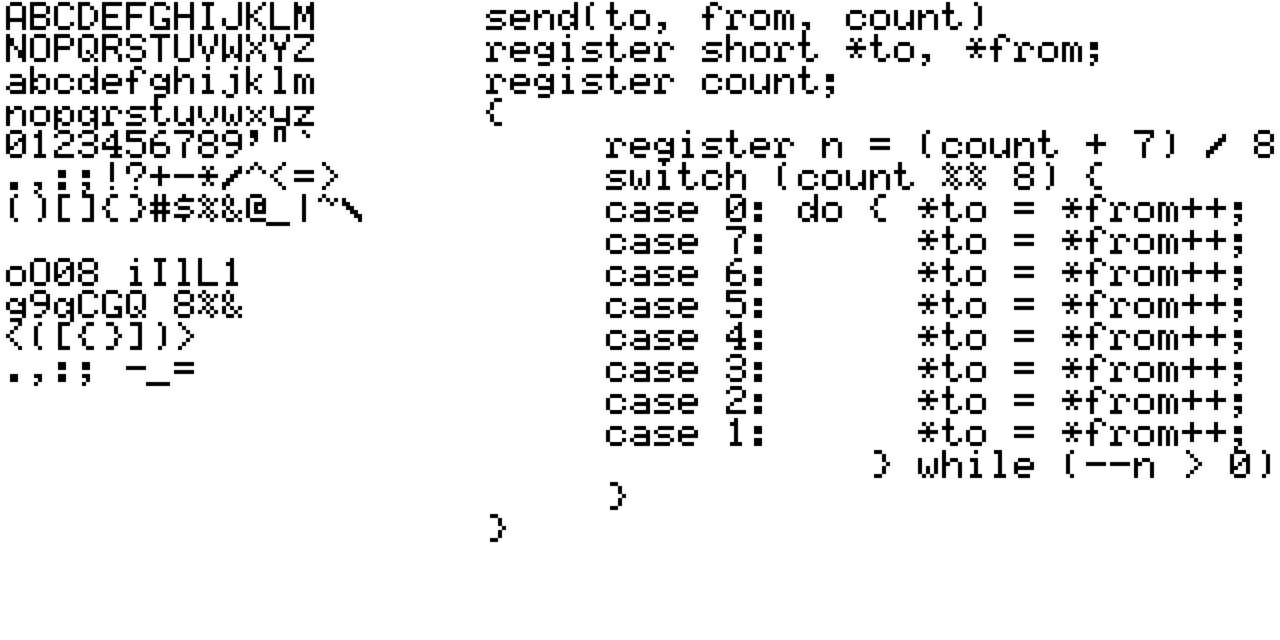 ABCDEFGHIJKLM
NOPQRSTUVWXYZ
abcdefghijklm
nopqrstuvwxyz
0123456789'"`
.,:;!?+-*/^<=>
()[]{}#$%&@_|~\
oO08 iIlL1
g9qCGQ 8%&
<([{}])>
.,:; -_=
send(to, from, count)
register short *to, *from;
register count;
{
register n = (count + 7) / 8
switch (count %% 8) {
case 0: do { *to = *from++;
case 7: *to = *from++;
case 6: *to = *from++;
case 5: *to = *from++;
case 4: *to = *from++;
case 3: *to = *from++;
case 2: *to = *from++;
case 1: *to = *from++;
} while (--n > 0)
}
}